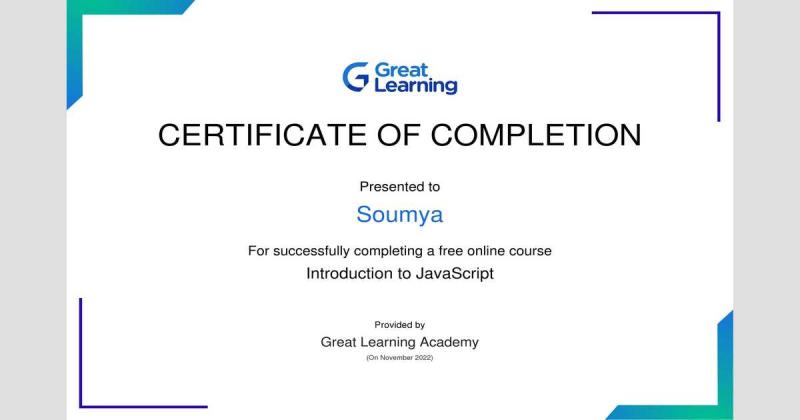 Great
Learning
CERTIFICATE OF COMPLETION
Presented to
Soumya
For successfully completing a free online course
Introduction to JavaScript
Provided by
Great Learning Academy
(On November 2022)